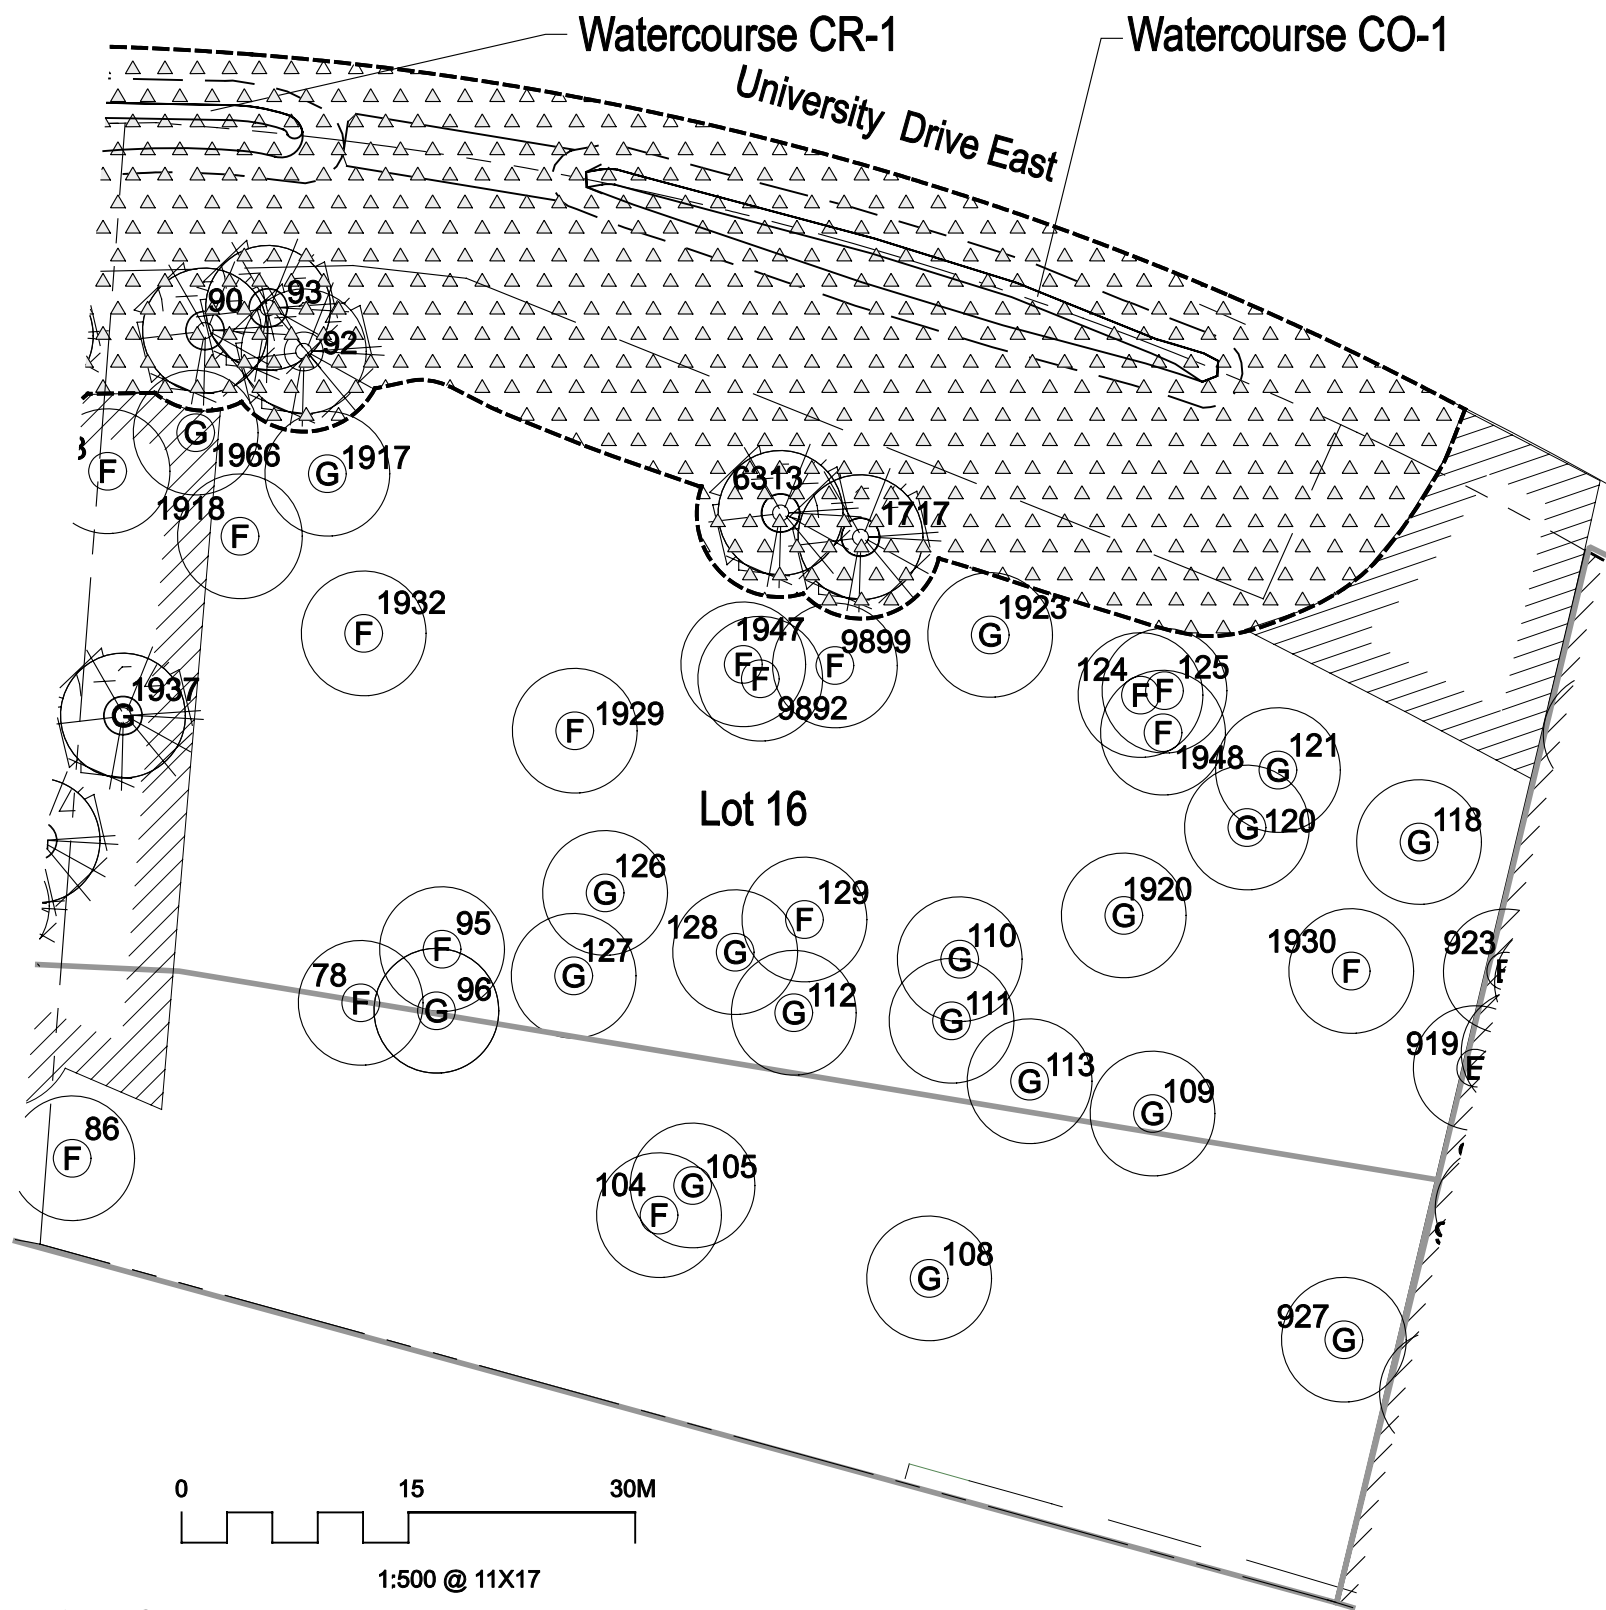 Watercourse CR-1
Watercourse CO-1
University Drive East
90
93
92
G
1966
F
G
1917
1918
F
6313
1717
F
1932
G
1923
F
1947
F
9892
F
9899
G
1937
F
1929
124
F
F
125
F
1948
G
121
G
120
G
118
Lot 16
G
126
F
129
128
G
G
127
F
95
78
F
G
96
G
112
G
110
G
111
G
1920
1930
F
923
919
G
113
G
109
F
86
104
F
G
105
G
108
927
G
0 15 30M
1:500 @ 11X17